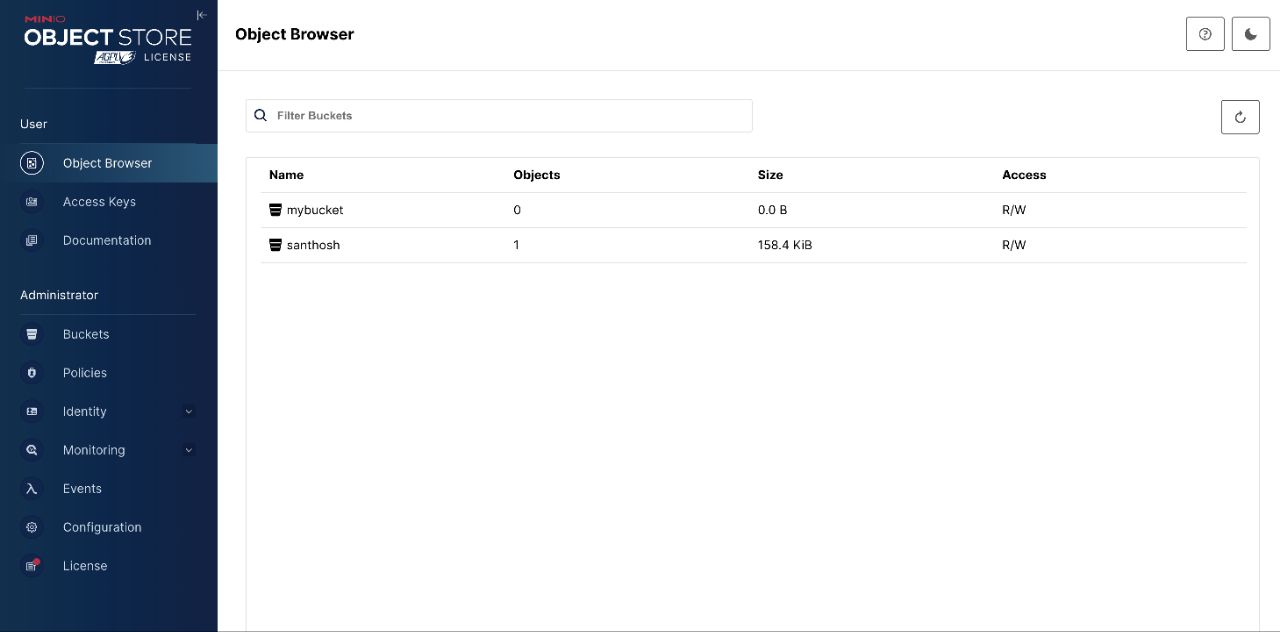 MINIO
OBJECT STORE
AGPLv3 LICENSE
User
Object Browser
Access Keys
Documentation
Administrator
Buckets
Policies
Identity
Monitoring
Events
Configuration
License
Object Browser
Filter Buckets
Name Objects Size Access
mybucket 0 0.0 B R/W
santhosh 1 158.4 KiB R/W